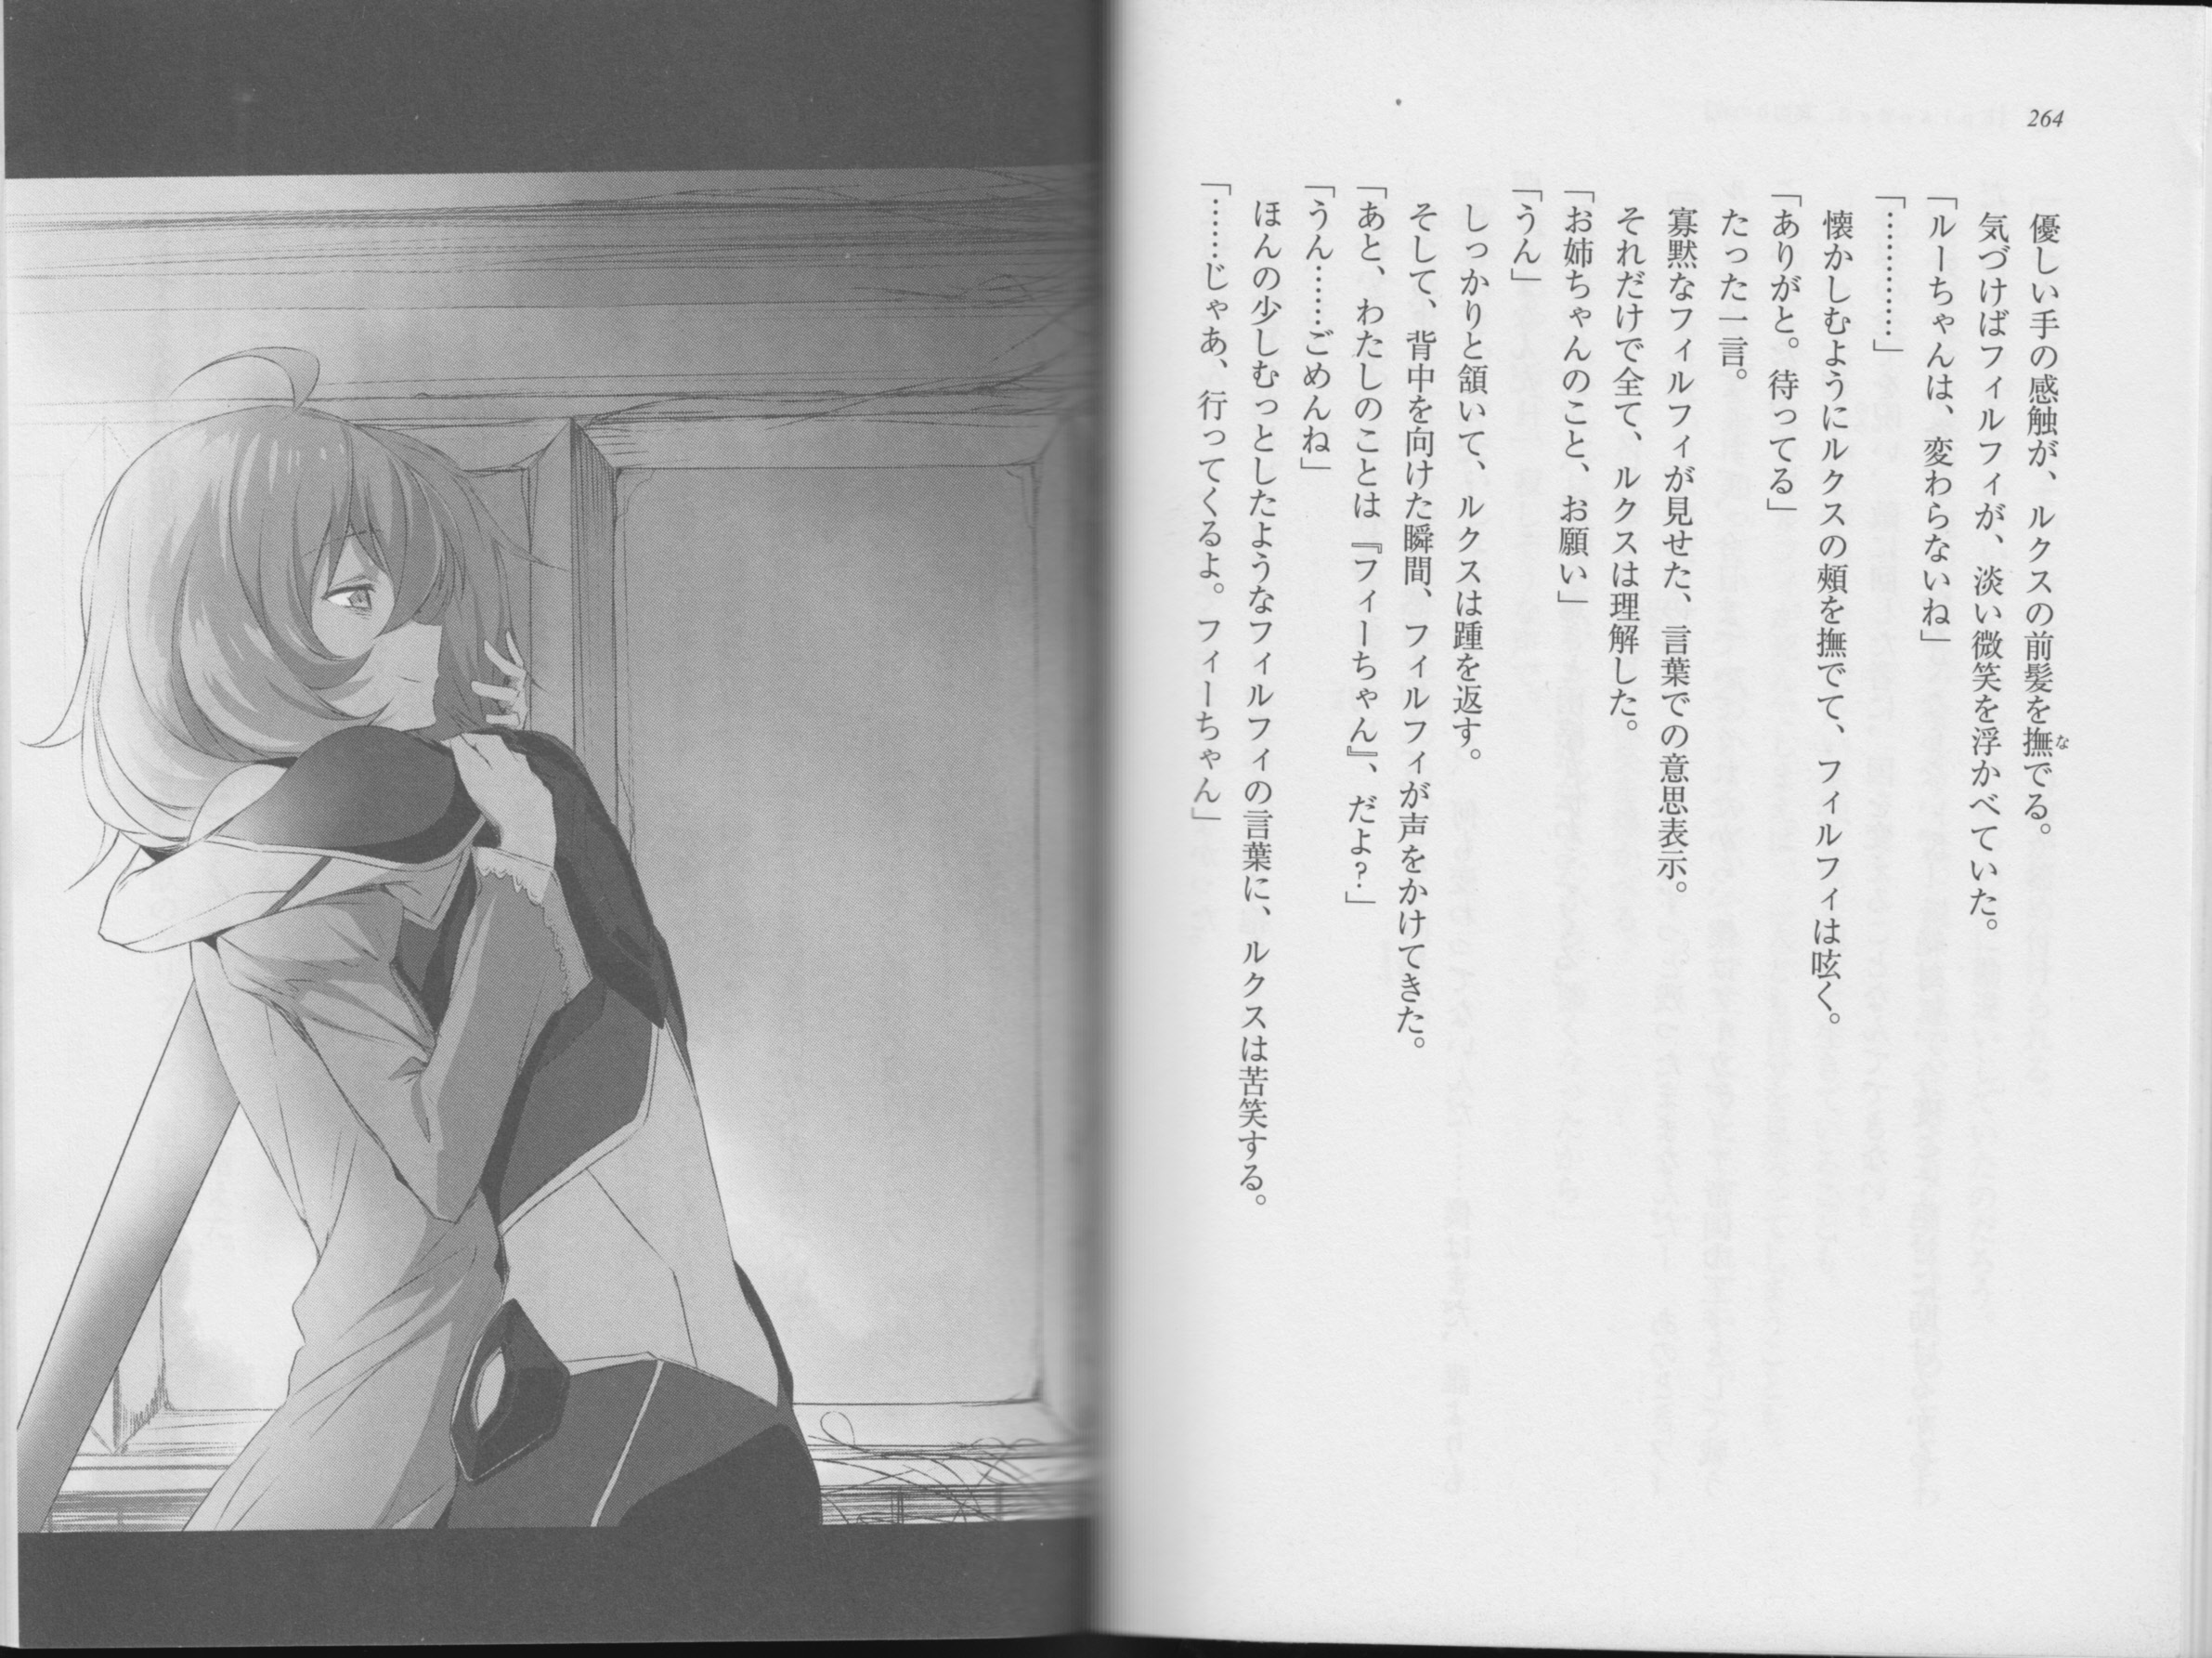 264
優しい手の感触が、ルクスの前髪を撫でる。
な
気づけばフィルフィが、淡い微笑を浮かべていた。
「ルーちゃんは、変わらないね」
「…………」
懐かしむようにルクスの頰を撫でて、フィルフィは呟く。
「ありがと。待ってる」
たった一言。
寡黙なフィルフィが見せた、言葉での意思表示。
それだけで全て、ルクスは理解した。
「お姉ちゃんのこと、お願い」
「うん」
しっかりと頷いて、ルクスは踵を返す。
そして、背中を向けた瞬間、フィルフィが声をかけてきた。
「あと、わたしのことは『フィーちゃん』、だよ?」
「うん……ごめんね」
ほんの少しむっとしたようなフィルフィの言葉に、ルクスは苦笑する。
「……じゃあ、行ってくるよ。フィーちゃん」